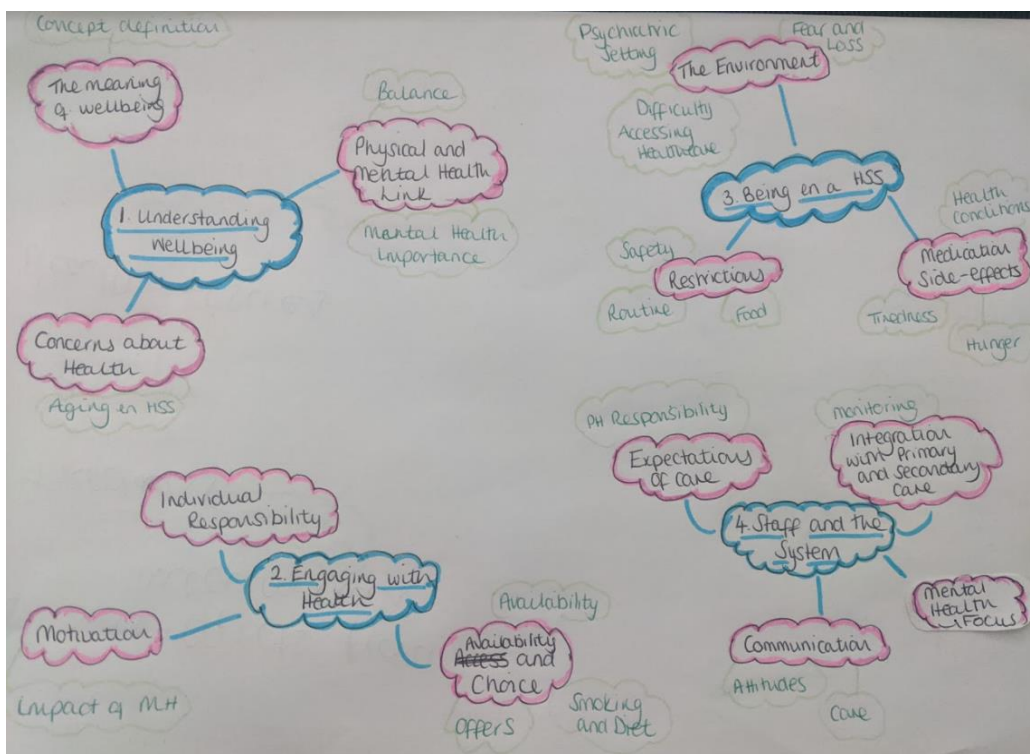 Concept definition
The meaning
of wellbeing
Balance
Physical and
Mental Health
Link
Mental Health
Importance
1. Understanding
Wellbeing
Concerns about
Health
Aging in HSS
Individual
Responsibility
2. Engaging with
Health
Motivation
Impact of MH
Availability
Availability
Access and
Choice
Offers
Smoking
and Diet
Psychiatric
Setting
Fear and
Loss
The Environment
Difficulty
Accessing
Healthcare
3. Being in a HSS
Health
Conditions
Medication
Side-effects
Tiredness
Hunger
Safety
Restrictions
Routine
Food
PH Responsibility
Expectations
of care
Monitoring
Integration
with Primary
and Secondary
Care
4. Staff and the
System
Mental
Health
Focus
Communication
Attitudes
Care